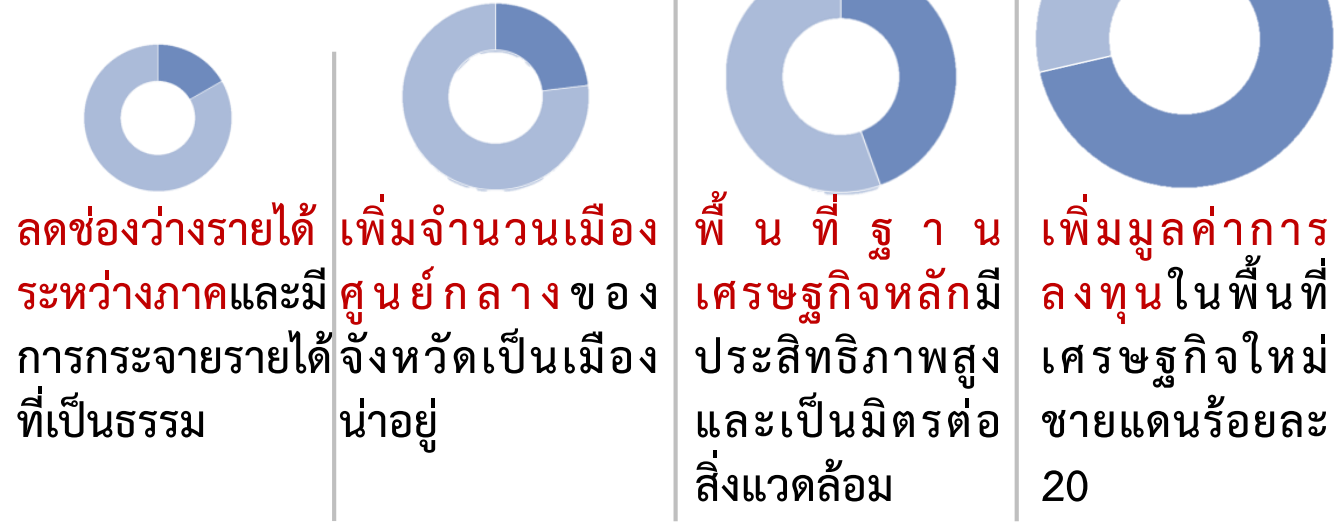 ลดช่องว่างรายได้
ระหว่างภาคและมี
การกระจายรายได้
ที่เป็นธรรม
เพิ่มจำนวนเมือง
ศูนย์กลางของ
จังหวัดเป็นเมือง
น่าอยู่
พื้นที่ฐาน
เศรษฐกิจหลักมี
ประสิทธิภาพสูง
และเป็นมิตรต่อ
สิ่งแวดล้อม
เพิ่มมูลค่าการ
ลงทุนในพื้นที่
เศรษฐกิจใหม่
ชายแดนร้อยละ
20